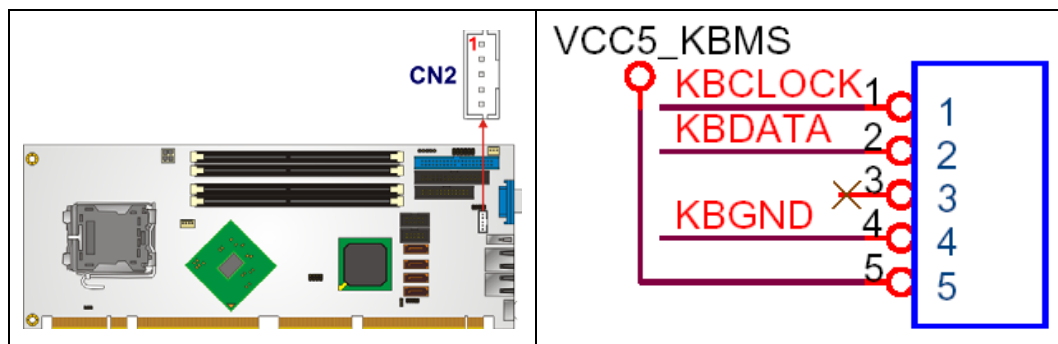 1
CN2
VCC5_KBMS
KBCLOCK 1 1
KBDATA 2 2
3 3
KBGND 4 4
5 5